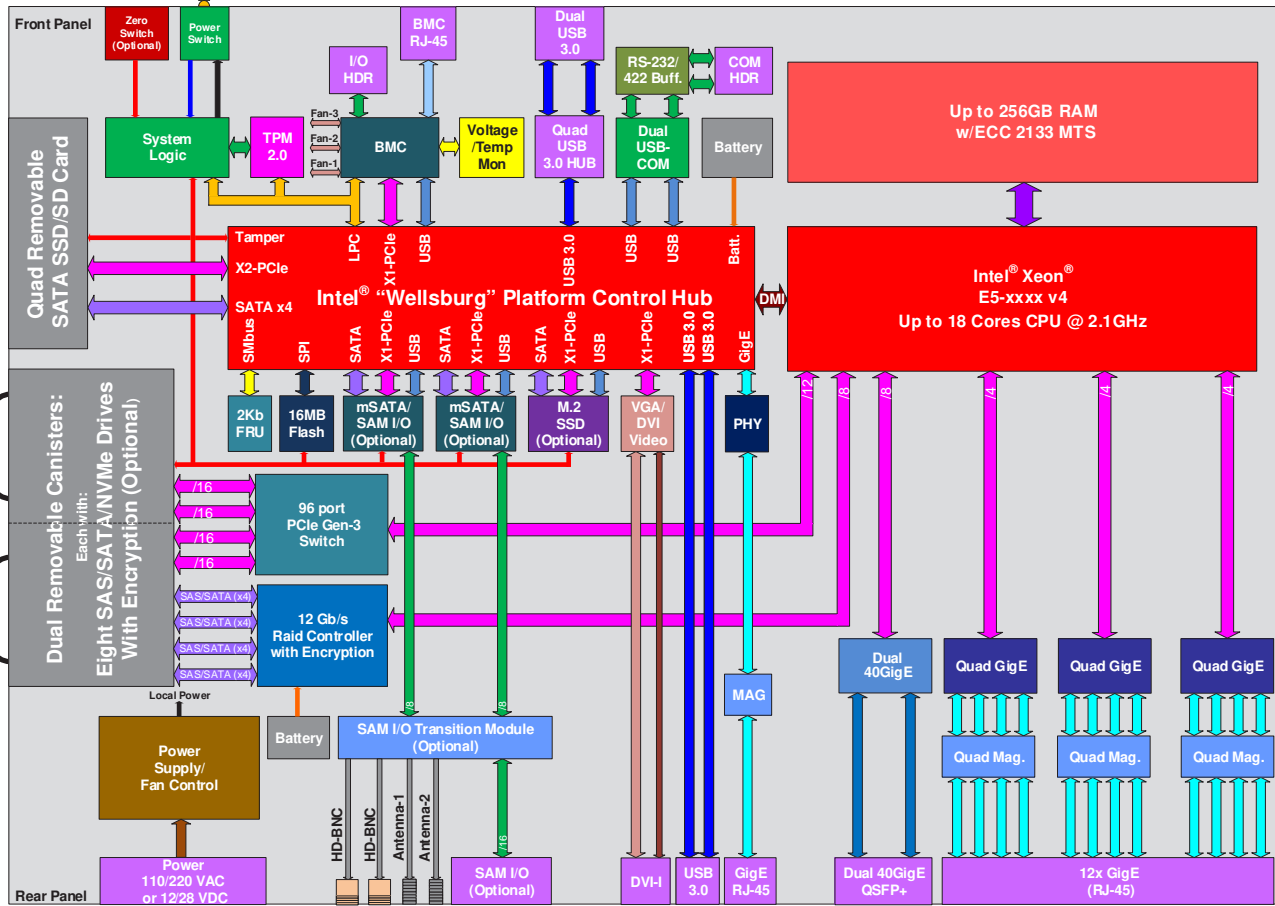 Front Panel
Zero
Switch
(Optional)
Power
Switch
BMC
RJ-45
Dual
USB
3.0
I/O
HDR
RS-232/
422 Buff.
COM
HDR
Up to 256GB RAM
w/ECC 2133 MTS
Quad Removable
SATA SSD/SD Card
System
Logic
TPM
2.0
Fan-3
Fan-2
Fan-1
BMC
Voltage
/Temp
Mon
Quad
USB
3.0 HUB
Dual
USB-
COM
Battery
Tamper
X2-PCIe
SATA x4
LPC
X1-PCIe
USB
USB 3.0
USB
USB
Batt.
Intel® "Wellsburg" Platform Control Hub
DMI
Intel® Xeon®
E5-xxxx v4
Up to 18 Cores CPU @ 2.1GHz
SMbus
SPI
SATA
X1-PCIe
USB
SATA
X1-PCIe
USB
SATA
X1-PCIe
USB
X1-PCIe
USB 3.0
USB 3.0
GigE
/12
/8
/8
/4
/4
/4
2Kb
FRU
16MB
Flash
mSATA/
SAM I/O
(Optional)
mSATA/
SAM I/O
(Optional)
M.2
SSD
(Optional)
VGA/
DVI
Video
PHY
Dual Removable Canisters:
Each with:
Eight SAS/SATA/NVMe Drives
With Encryption (Optional)
/16
/16
/16
/16
96 port
PCIe Gen-3
Switch
SAS/SATA (x4)
SAS/SATA (x4)
SAS/SATA (x4)
SAS/SATA (x4)
12 Gb/s
Raid Controller
with Encryption
Local Power
Power
Supply/
Fan Control
Battery
/8
/8
SAM I/O Transition Module
(Optional)
MAG
Dual
40GigE
Quad GigE
Quad GigE
Quad GigE
Quad Mag.
Quad Mag.
Quad Mag.
HD-BNC
HD-BNC
Antenna-1
Antenna-2
/16
Rear Panel
Power
110/220 VAC
or 12/28 VDC
SAM I/O
(Optional)
DVI-I
USB
3.0
GigE
RJ-45
Dual 40GigE
QSFP+
12x GigE
(RJ-45)